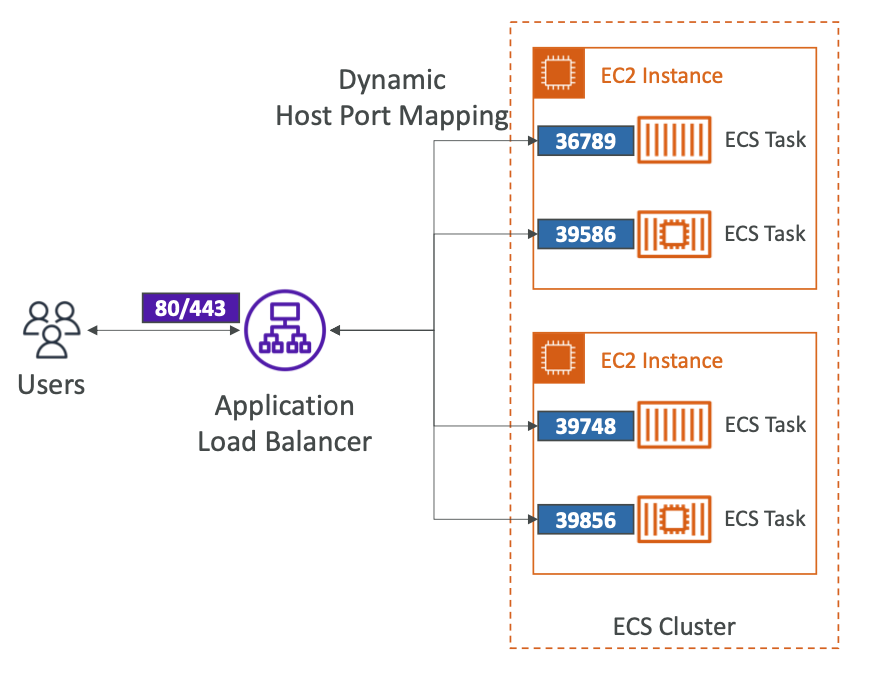 Dynamic
Host Port Mapping
EC2 Instance
36789
ECS Task
39586
ECS Task
80/443
Users
Application
Load Balancer
EC2 Instance
39748
ECS Task
39856
ECS Task
ECS Cluster